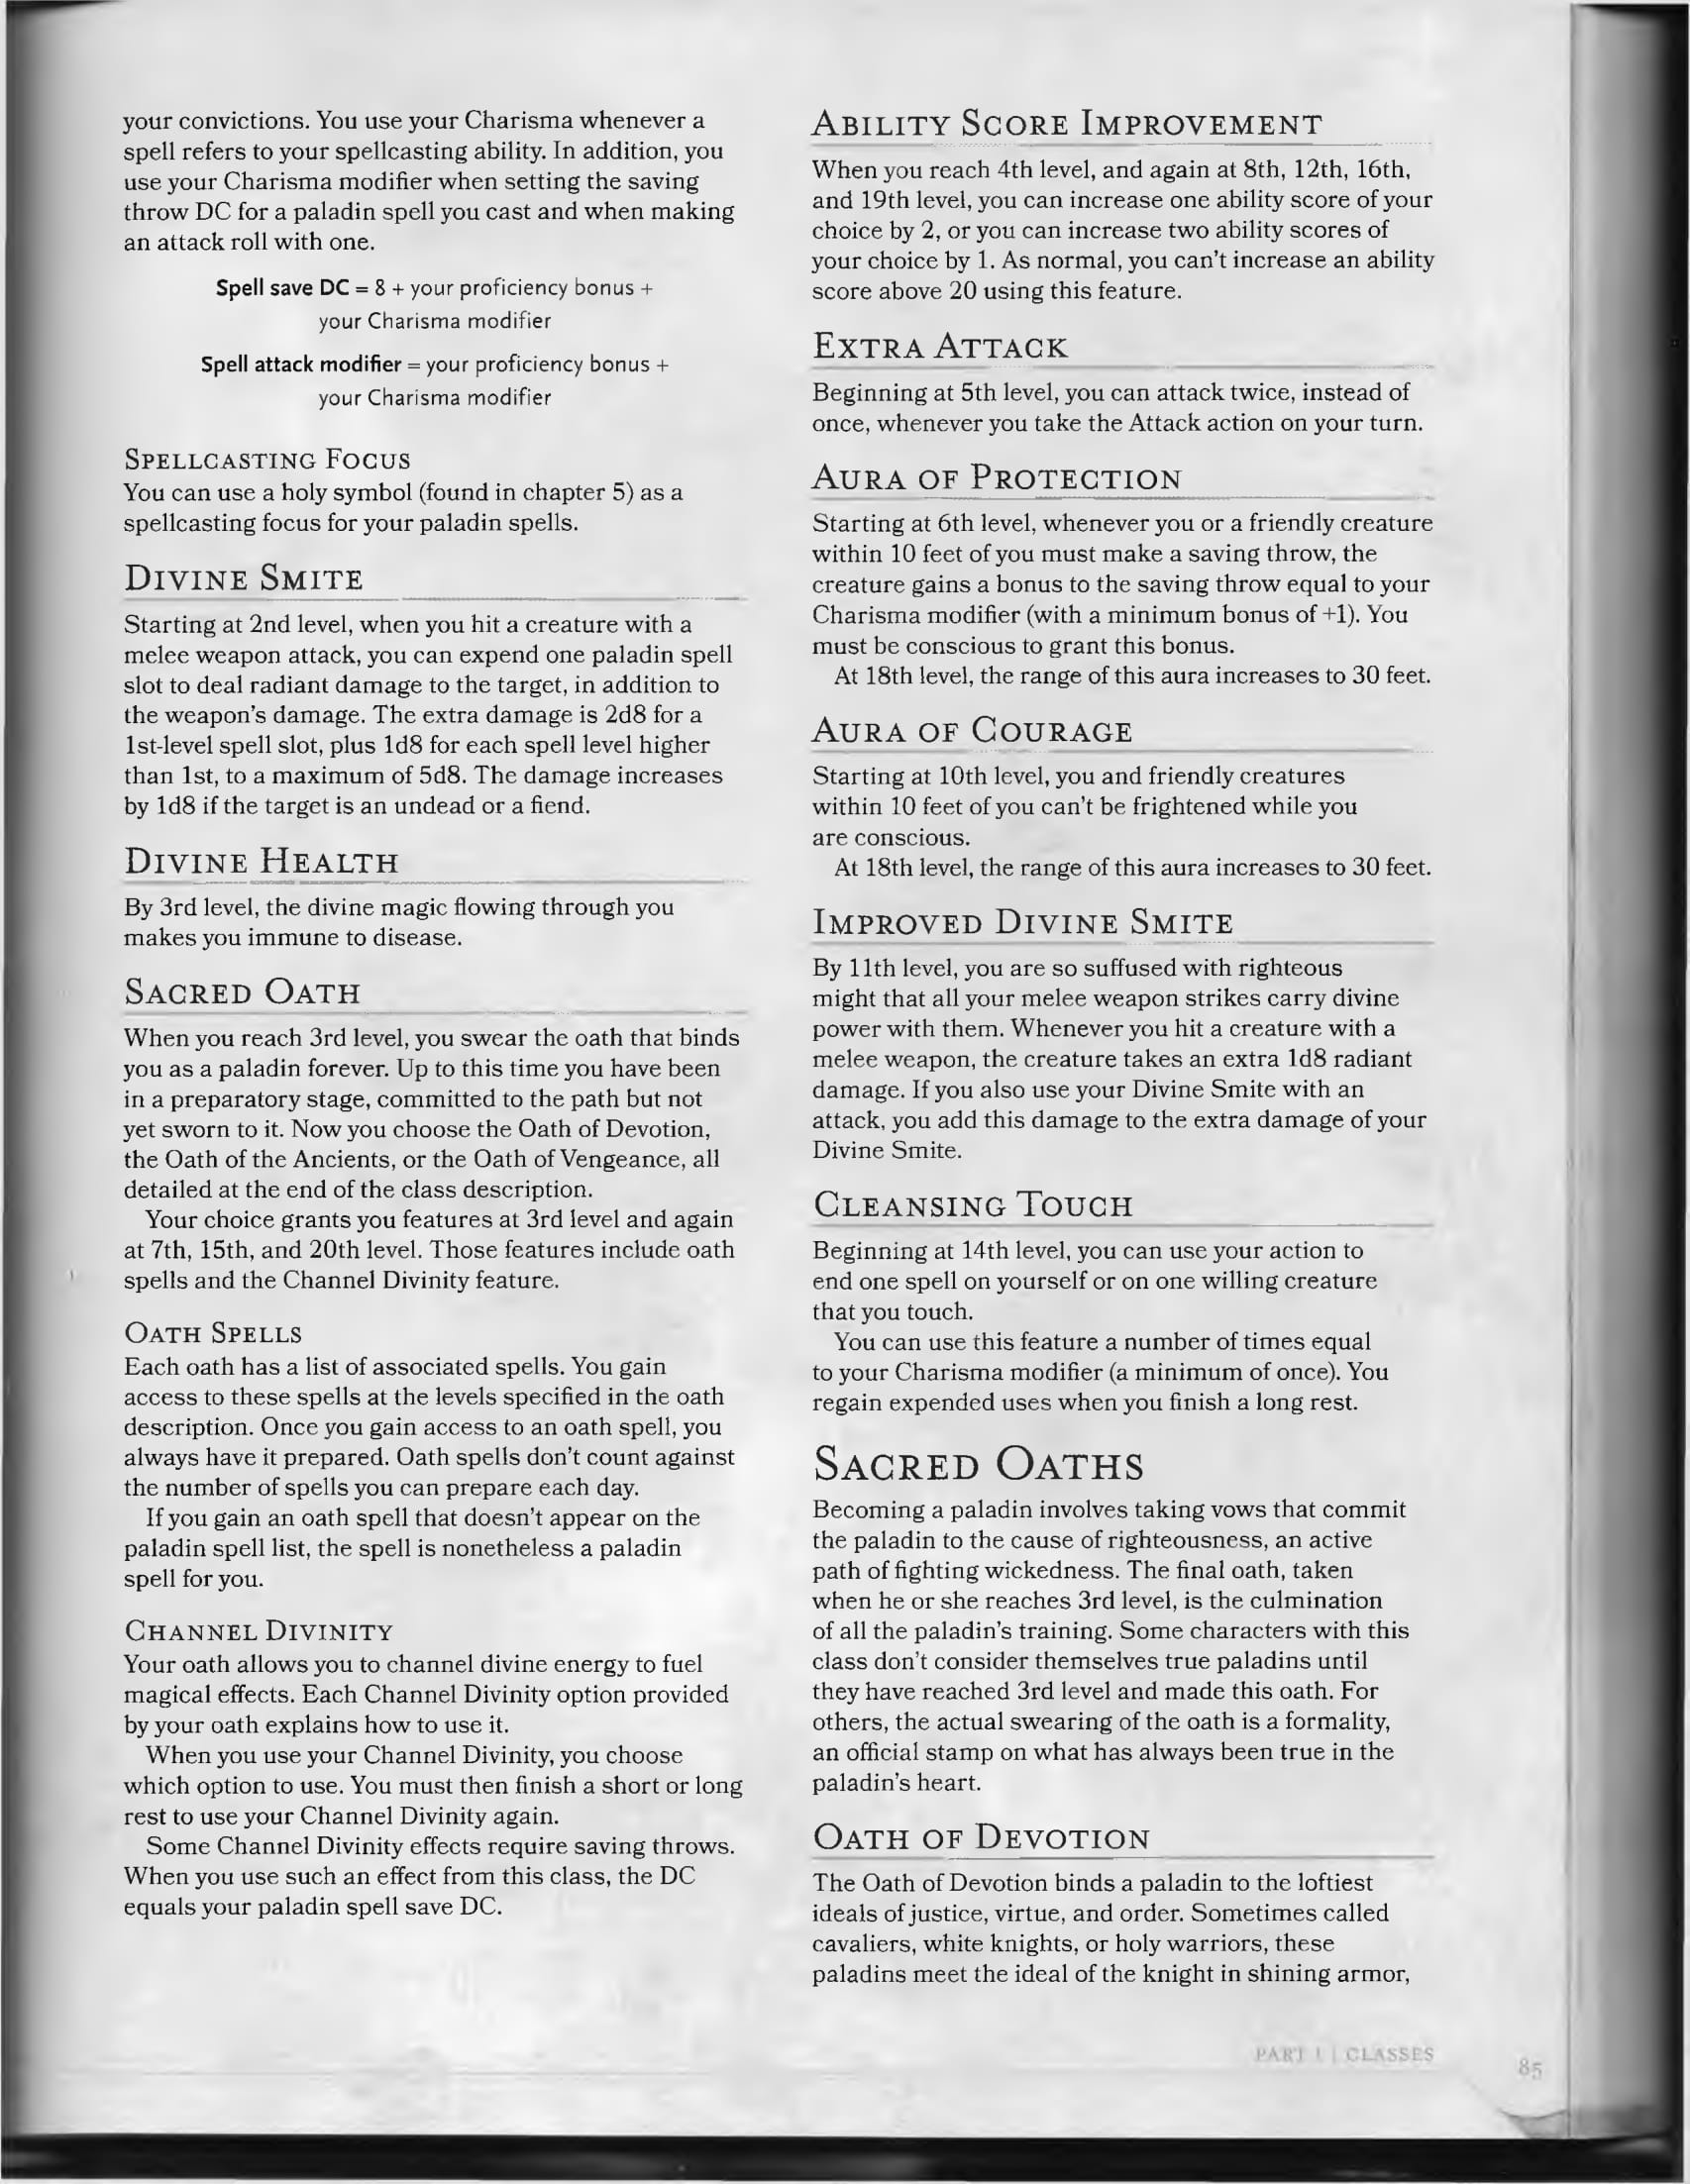 your convictions. You use your Charisma whenever a
spell refers to your spellcasting ability. In addition, you
use your Charisma modifier when setting the saving
throw DC for a paladin spell you cast and when making
an attack roll with one.
Spell save DC = 8 + your proficiency bonus +
your Charisma modifier
Spell attack modifier = your proficiency bonus +
your Charisma modifier
SPELLCASTING FOCUS
You can use a holy symbol (found in chapter 5) as a
spellcasting focus for your paladin spells.
DIVINE SMITE
Starting at 2nd level, when you hit a creature with a
melee weapon attack, you can expend one paladin spell
slot to deal radiant damage to the target, in addition to
the weapon's damage. The extra damage is 2d8 for a
1st-level spell slot, plus 1d8 for each spell level higher
than 1st, to a maximum of 5d8. The damage increases
by 1d8 if the target is an undead or a fiend.
DIVINE HEALTH
By 3rd level, the divine magic flowing through you
makes you immune to disease.
SACRED OATH
When you reach 3rd level, you swear the oath that binds
you as a paladin forever. Up to this time you have been
in a preparatory stage, committed to the path but not
yet sworn to it. Now you choose the Oath of Devotion,
the Oath of the Ancients, or the Oath of Vengeance, all
detailed at the end of the class description.
Your choice grants you features at 3rd level and again
at 7th, 15th, and 20th level. Those features include oath
spells and the Channel Divinity feature.
OATH SPELLS
Each oath has a list of associated spells. You gain
access to these spells at the levels specified in the oath
description. Once you gain access to an oath spell, you
always have it prepared. Oath spells don't count against
the number of spells you can prepare each day.
If you gain an oath spell that doesn't appear on the
paladin spell list, the spell is nonetheless a paladin
spell for you.
CHANNEL DIVINITY
Your oath allows you to channel divine energy to fuel
magical effects. Each Channel Divinity option provided
by your oath explains how to use it.
When you use your Channel Divinity, you choose
which option to use. You must then finish a short or long
rest to use your Channel Divinity again.
Some Channel Divinity effects require saving throws.
When you use such an effect from this class, the DC
equals your paladin spell save DC.
ABILITY SCORE IMPROVEMENT
When you reach 4th level, and again at 8th, 12th, 16th,
and 19th level, you can increase one ability score of your
choice by 2, or you can increase two ability scores of
your choice by 1. As normal, you can't increase an ability
score above 20 using this feature.
EXTRA ATTACK
Beginning at 5th level, you can attack twice, instead of
once, whenever you take the Attack action on your turn.
AURA OF PROTECTION
Starting at 6th level, whenever you or a friendly creature
within 10 feet of you must make a saving throw, the
creature gains a bonus to the saving throw equal to your
Charisma modifier (with a minimum bonus of +1). You
must be conscious to grant this bonus.
At 18th level, the range of this aura increases to 30 feet.
AURA OF COURAGE
Starting at 10th level, you and friendly creatures
within 10 feet of you can't be frightened while you
are conscious.
At 18th level, the range of this aura increases to 30 feet.
IMPROVED DIVINE SMITE
By 11th level, you are so suffused with righteous
might that all your melee weapon strikes carry divine
power with them. Whenever you hit a creature with a
melee weapon, the creature takes an extra 1d8 radiant
damage. If you also use your Divine Smite with an
attack, you add this damage to the extra damage of your
Divine Smite.
CLEANSING TOUCH
Beginning at 14th level, you can use your action to
end one spell on yourself or on one willing creature
that you touch.
You can use this feature a number of times equal
to your Charisma modifier (a minimum of once). You
regain expended uses when you finish a long rest.
SACRED OATHS
Becoming a paladin involves taking vows that commit
the paladin to the cause of righteousness, an active
path of fighting wickedness. The final oath, taken
when he or she reaches 3rd level, is the culmination
of all the paladin's training. Some characters with this
class don't consider themselves true paladins until
they have reached 3rd level and made this oath. For
others, the actual swearing of the oath is a formality,
an official stamp on what has always been true in the
paladin's heart.
OATH OF DEVOTION
The Oath of Devotion binds a paladin to the loftiest
ideals of justice, virtue, and order. Sometimes called
cavaliers, white knights, or holy warriors, these
paladins meet the ideal of the knight in shining armor,
PART 1 | CLASSES
85